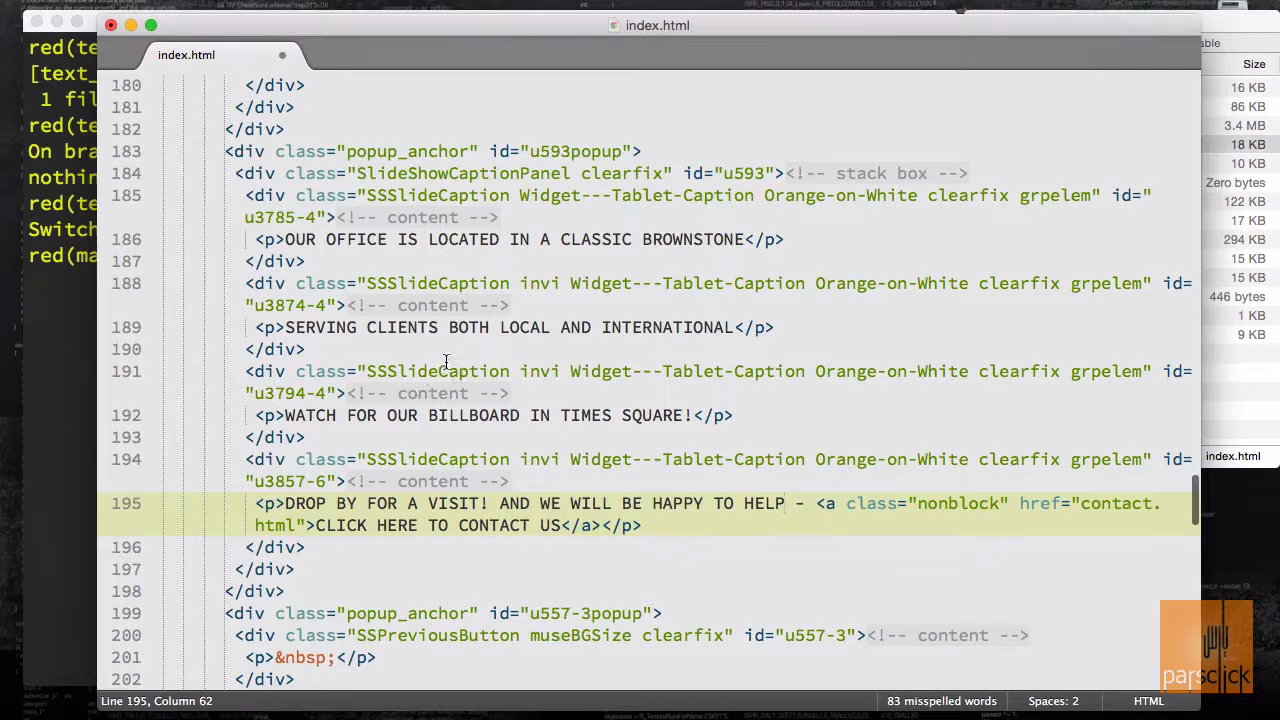 index.html
index.html
able
red(te
[text_
1 fil
red(te
On bra
nothin
red(te
Switch
red(ma
180 </div>
181 </div>
182 </div>
183 <div class="popup_anchor" id="u593popup">
184 <div class="SlideShowCaptionPanel clearfix" id="u593"><!-- stack box -->
185 <div class="SSSlideCaption Widget---Tablet-Caption Orange-on-White clearfix grpelem" id="
u3785-4"><!-- content -->
186 <p>OUR OFFICE IS LOCATED IN A CLASSIC BROWNSTONE</p>
187 </div>
188 <div class="SSSlideCaption invi Widget---Tablet-Caption Orange-on-White clearfix grpelem" id=
"u3874-4"><!-- content -->
189 <p>SERVING CLIENTS BOTH LOCAL AND INTERNATIONAL</p>
190 </div>
191 <div class="SSSlideCaption invi Widget---Tablet-Caption Orange-on-White clearfix grpelem" id=
"u3794-4"><!-- content -->
192 <p>WATCH FOR OUR BILLBOARD IN TIMES SQUARE!</p>
193 </div>
194 <div class="SSSlideCaption invi Widget---Tablet-Caption Orange-on-White clearfix grpelem" id=
"u3857-6"><!-- content -->
195 <p>DROP BY FOR A VISIT! AND WE WILL BE HAPPY TO HELP - <a class="nonblock" href="contact.
html">CLICK HERE TO CONTACT US</a></p>
196 </div>
197 </div>
198 </div>
199 <div class="popup_anchor" id="u557-3popup">
200 <div class="SSPreviousButton museBGSize clearfix" id="u557-3"><!-- content -->
201 <p>&nbsp;</p>
202 </div>
Size
16 KB
86 KB
3.4 MB
18 KB
10 KB
Zero bytes
122 KB
17 KB
294 KB
15 KB
15 KB
446 bytes
1 KB
9 KB
index.html
پارس
parsclick
Line 195, Column 62
83 misspelled words
Spaces: 2
HTML